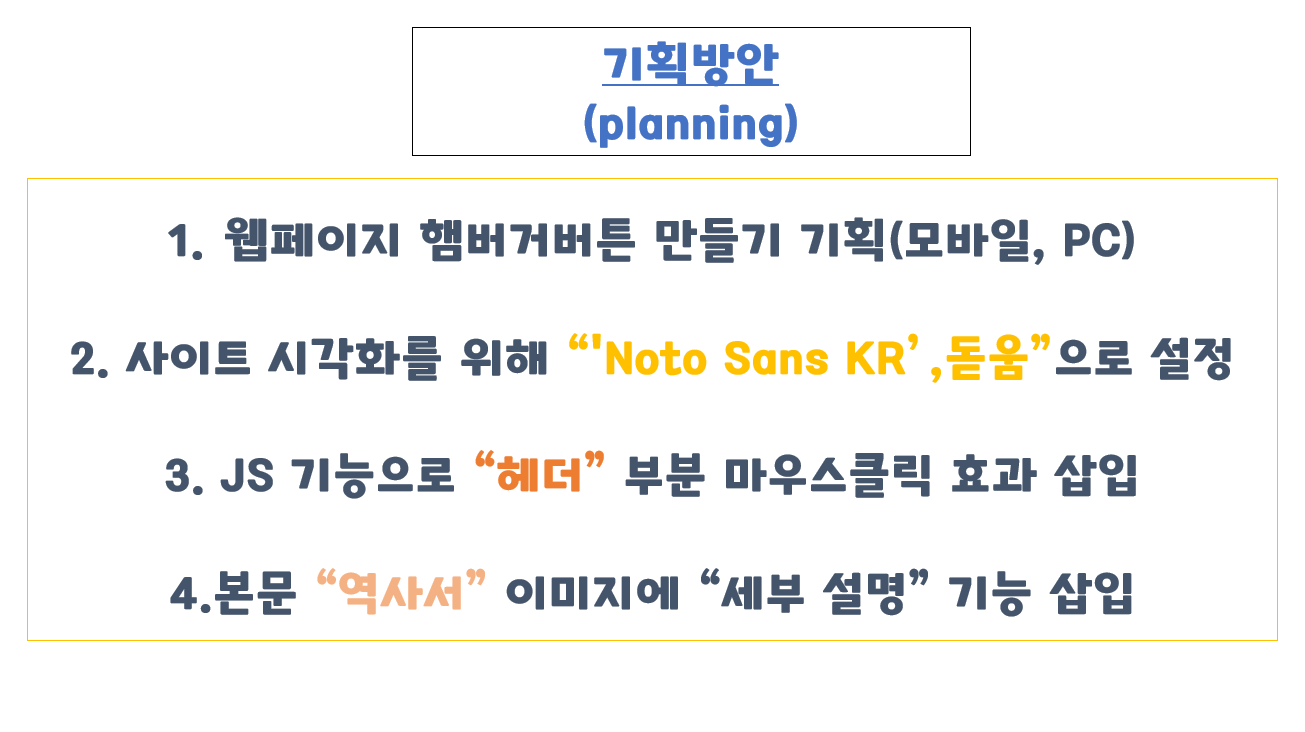 기획방안
(planning)
1. 웹페이지 햄버거버튼 만들기 기획(모바일, PC)
2. 사이트 시각화를 위해 “'Noto Sans KR’ ,돋움”으로 설정
3. JS 기능으로 “헤더” 부분 마우스클릭 효과 삽입
4.본문 “역사서” 이미지에 “세부 설명” 기능 삽입